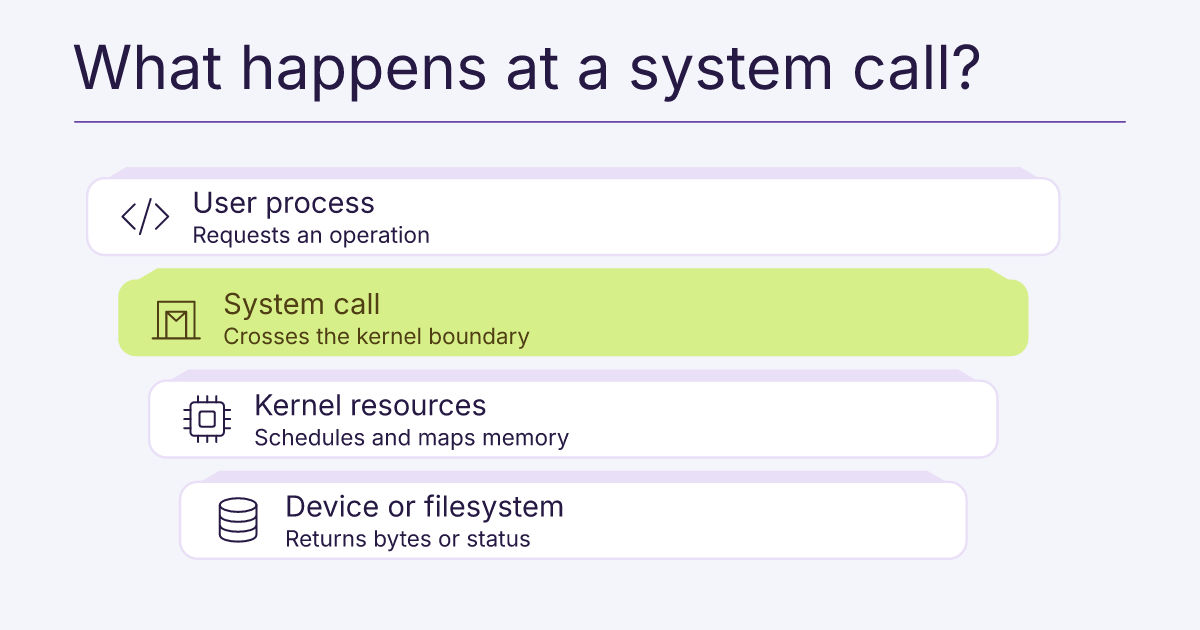 What happens at a system call?
User process
Requests an operation
System call
Crosses the kernel boundary
Kernel resources
Schedules and maps memory
Device or filesystem
Returns bytes or status